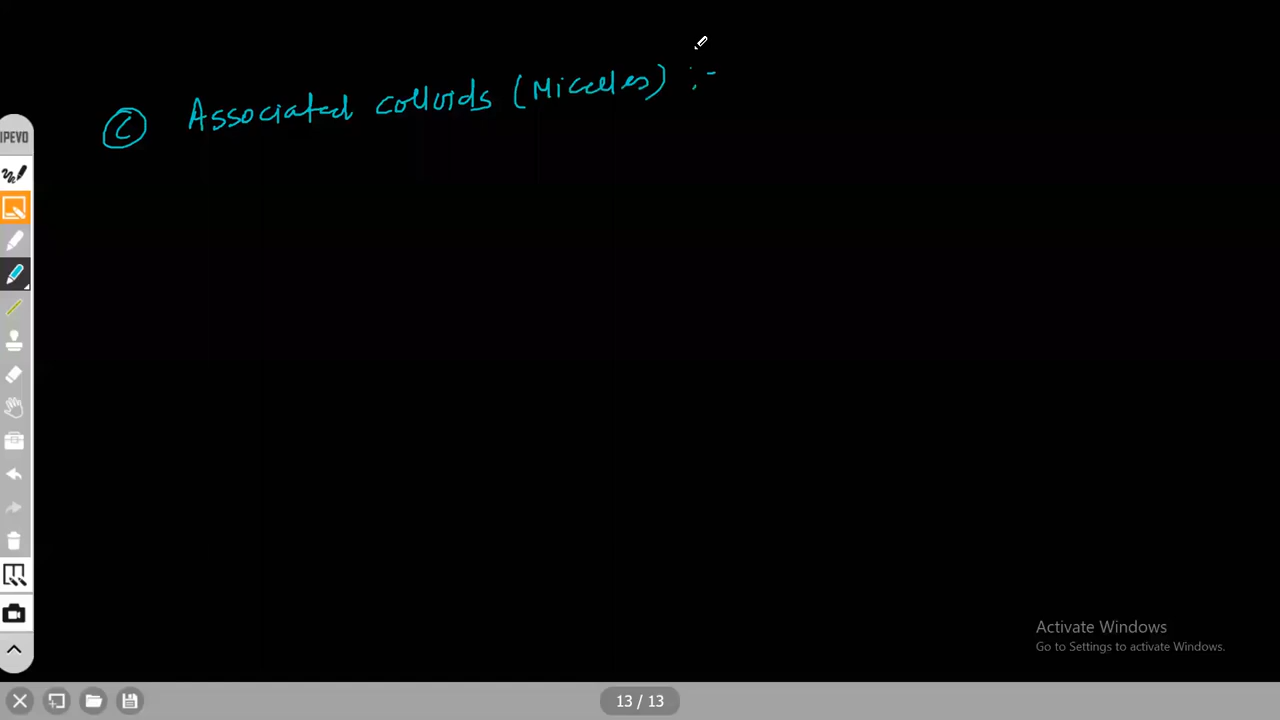 Ⓒ Associated colloids (Micelles) :-
IPEVO
Activate Windows
Go to Settings to activate Windows.
13 / 13